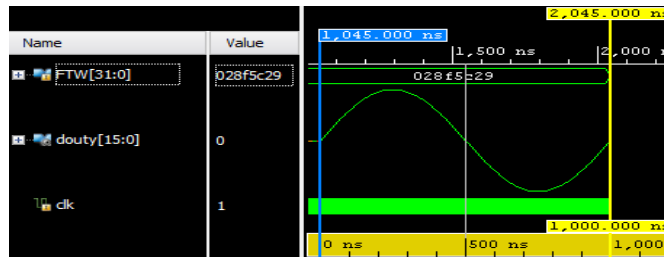 2,045.000 ns
Name
Value
1,045.000 ns
1,500 ns
2,000 n
FTW[31:0]
028f5c29
028f5c29
douty[15:0]
0
clk
1
1,000.000 ns
0 ns
500 ns
1,000